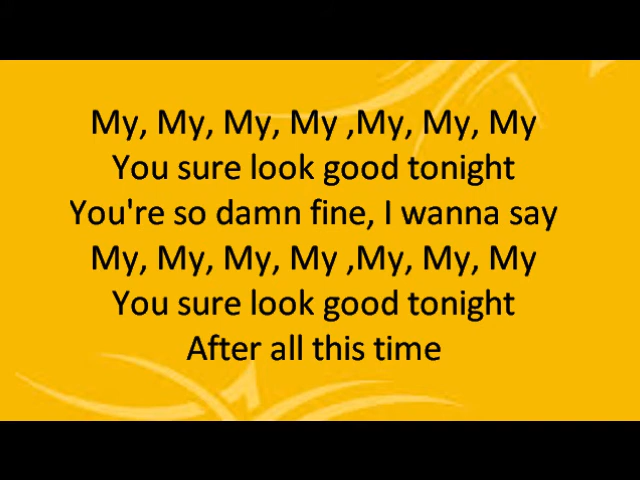 My, My, My, My ,My, My, My
You sure look good tonight
You're so damn fine, I wanna say
My, My, My, My ,My, My, My
You sure look good tonight
After all this time